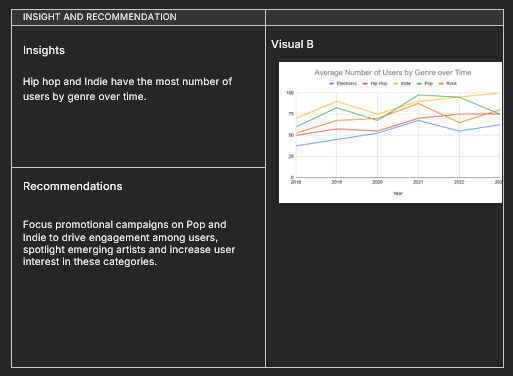 INSIGHT AND RECOMMENDATION
Insights
Hip hop and Indie have the most number of
users by genre over time.
Recommendations
Focus promotional campaigns on Pop and
Indie to drive engagement among users,
spotlight emerging artists and increase user
interest in these categories.
Visual B
Average Number of Users by Genre over Time
Electronic Hip Hop Indie Pop Rock
100
75
50
25
0
2018 2019 2020 2021 2022 202
Year